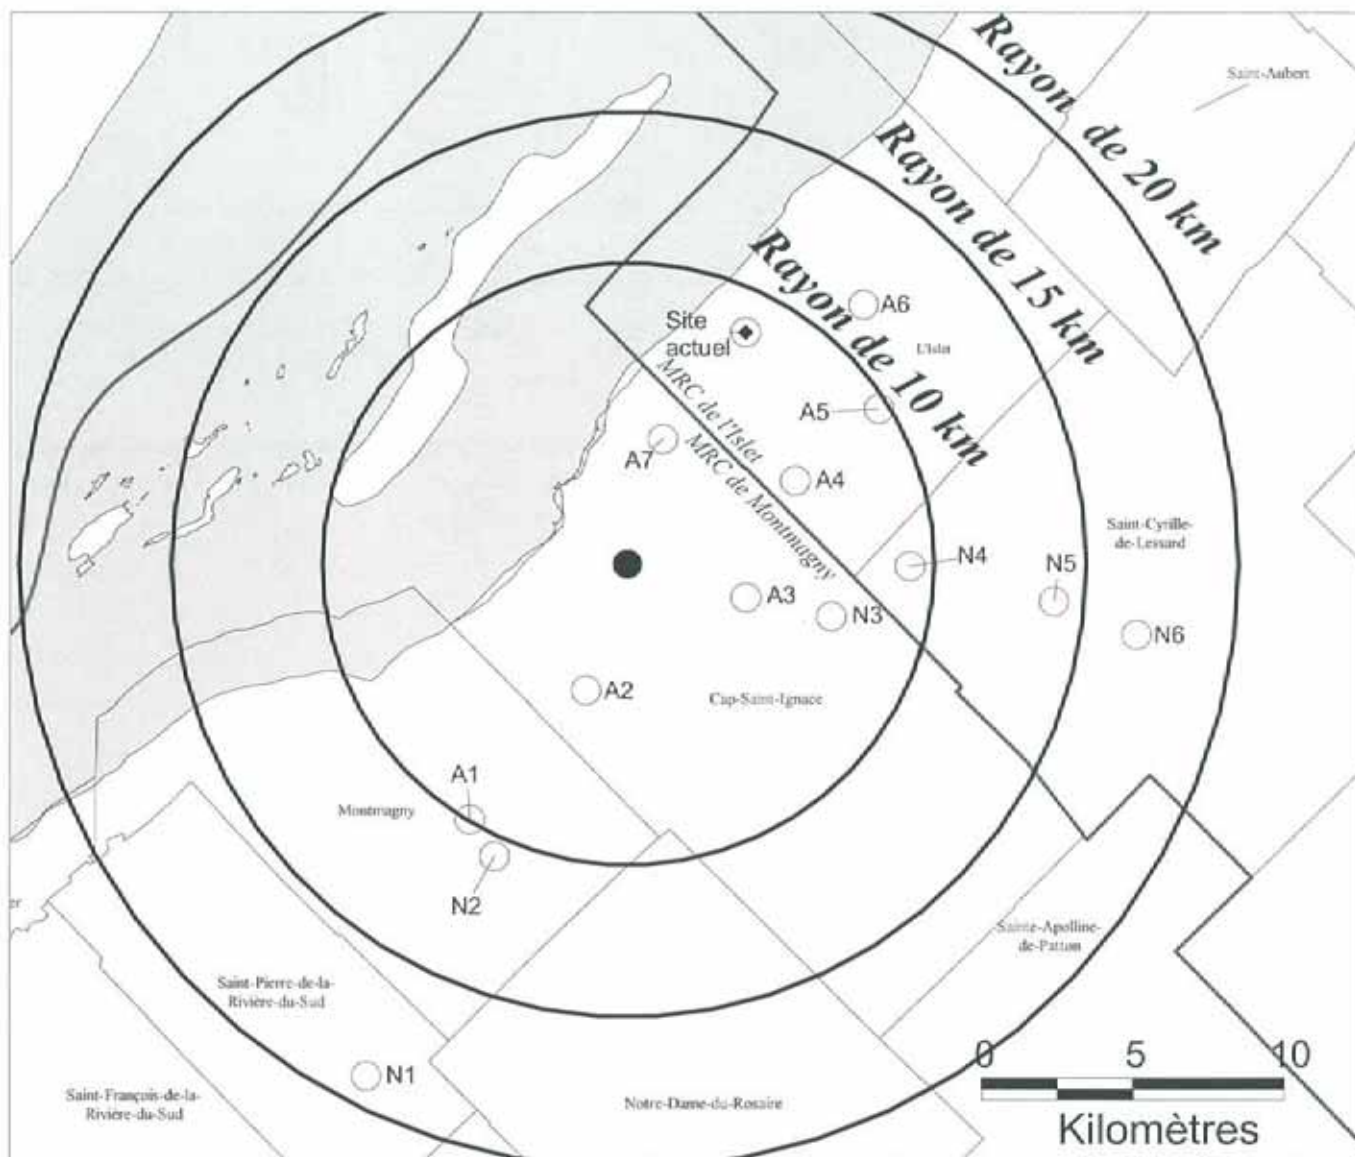 Rayon de 20 km
Saint-Aubert
Rayon de 15 km
Rayon de 10 km
A6
Site
actuel
L'Islet
MRC de l'Islet
MRC de Montmagny
A5
A7
A4
Saint-Cyrille-
de-Lessard
N4
N5
A3
N3
N6
A2
Cap-Saint-Ignace
A1
Montmagny
N2
er
Sainte-Apolline-
de-Patton
Saint-Pierre-de-la-
Rivière-du-Sud
N1
0 5 10
Kilomètres
Saint-François-de-la-
Rivière-du-Sud
Notre-Dame-du-Rosaire